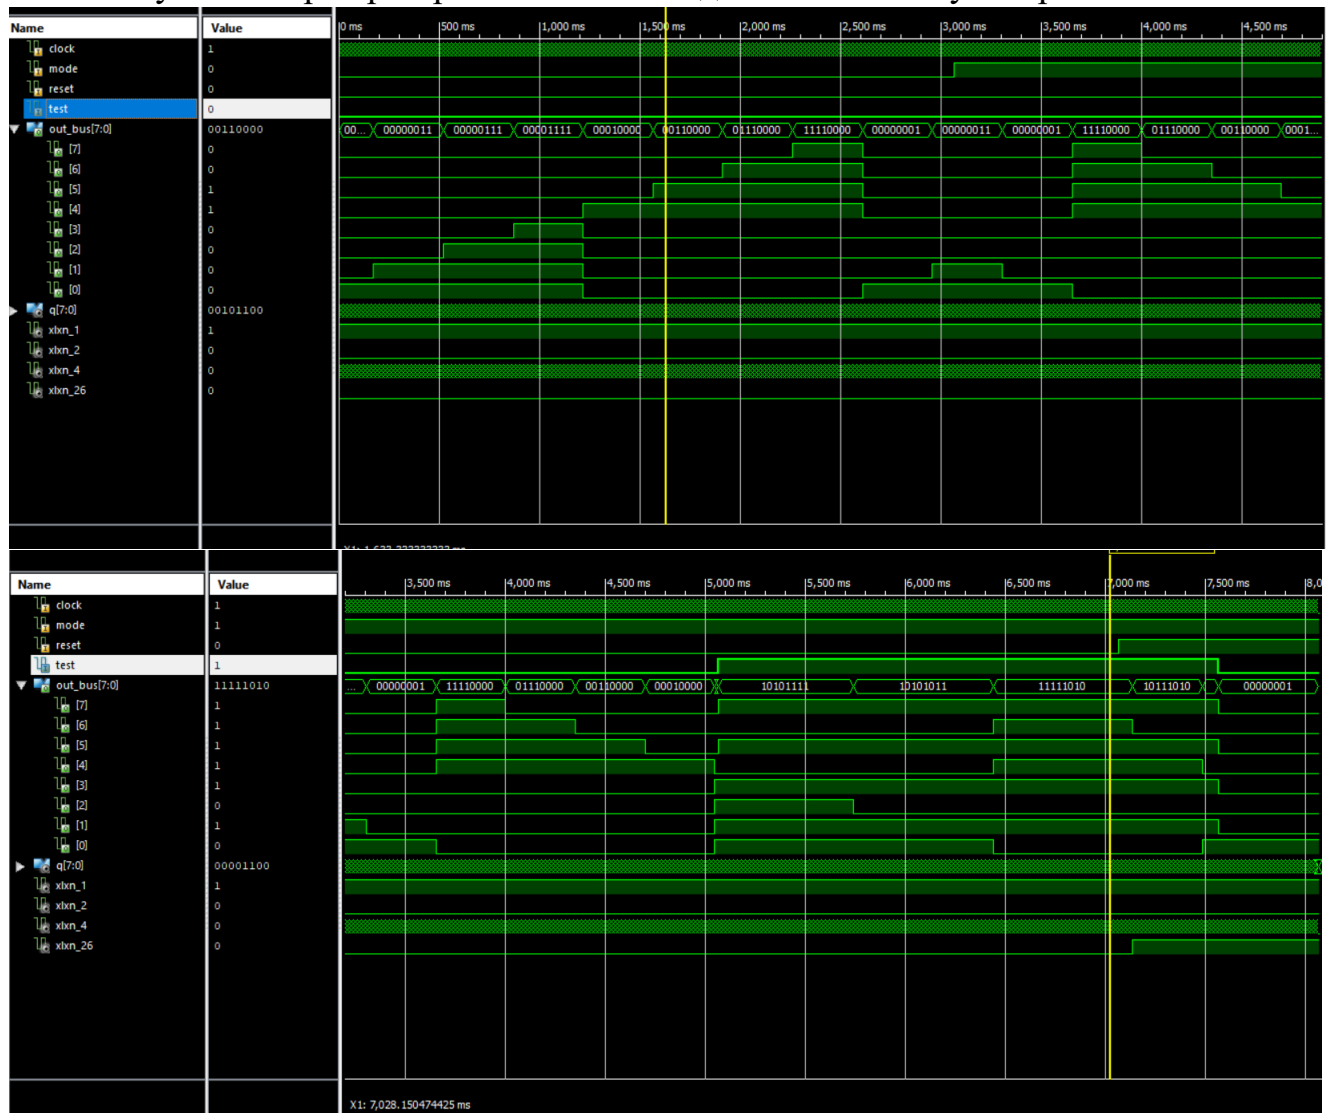 Name Value 0 ms 500 ms 1,000 ms 1,500 ms 2,000 ms 2,500 ms 3,000 ms 3,500 ms 4,000 ms 4,500 ms
clock 1
mode 0
reset 0
test 0
out_bus[7:0] 00110000 00... 00000011 00000111 00001111 00010000 00110000 01110000 11110000 00000001 00000011 00000001 11110000 01110000 00110000 0001...
[7] 0
[6] 0
[5] 1
[4] 1
[3] 0
[2] 0
[1] 0
[0] 0
q[7:0] 00101100
xlxn_1 1
xlxn_2 0
xlxn_4 0
xlxn_26 0
Name Value 3,500 ms 4,000 ms 4,500 ms 5,000 ms 5,500 ms 6,000 ms 6,500 ms 7,000 ms 7,500 ms 8,0
clock 1
mode 1
reset 0
test 1
out_bus[7:0] 11111010 ... 00000001 11110000 01110000 00110000 00010000 10101111 10101011 11111010 10111010 00000001
[7] 1
[6] 1
[5] 1
[4] 1
[3] 1
[2] 0
[1] 1
[0] 0
q[7:0] 00001100
xlxn_1 1
xlxn_2 0
xlxn_4 0
xlxn_26 0
X1: 7,028.150474425 ms